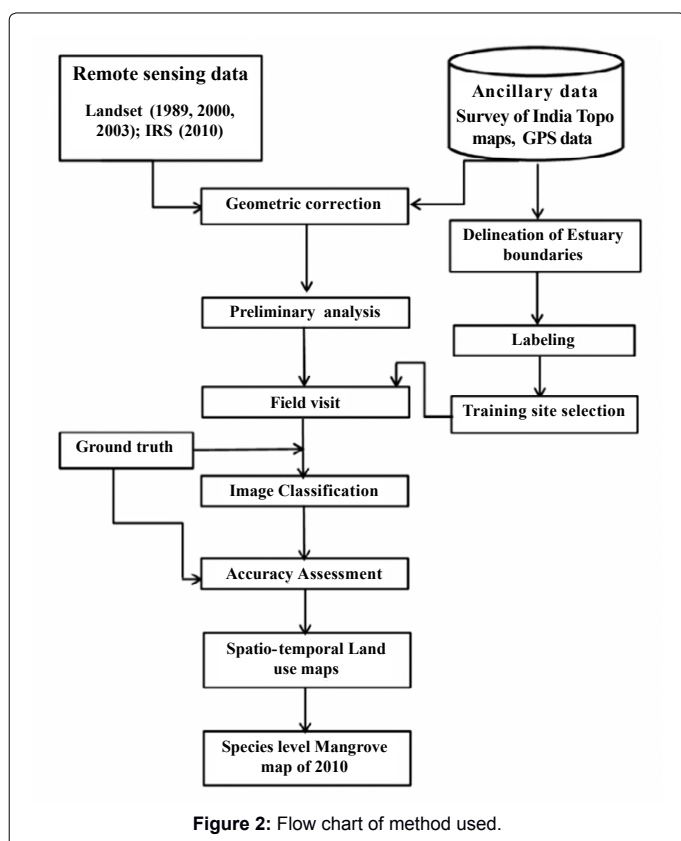 Remote sensing data
Landset (1989, 2000,
2003); IRS (2010)
Ancillary data
Survey of India Topo
maps, GPS data
Geometric correction
Delineation of Estuary
boundaries
Preliminary analysis
Labeling
Field visit
Training site selection
Ground truth
Image Classification
Accuracy Assessment
Spatio-temporal Land
use maps
Species level Mangrove
map of 2010
Figure 2: Flow chart of method used.